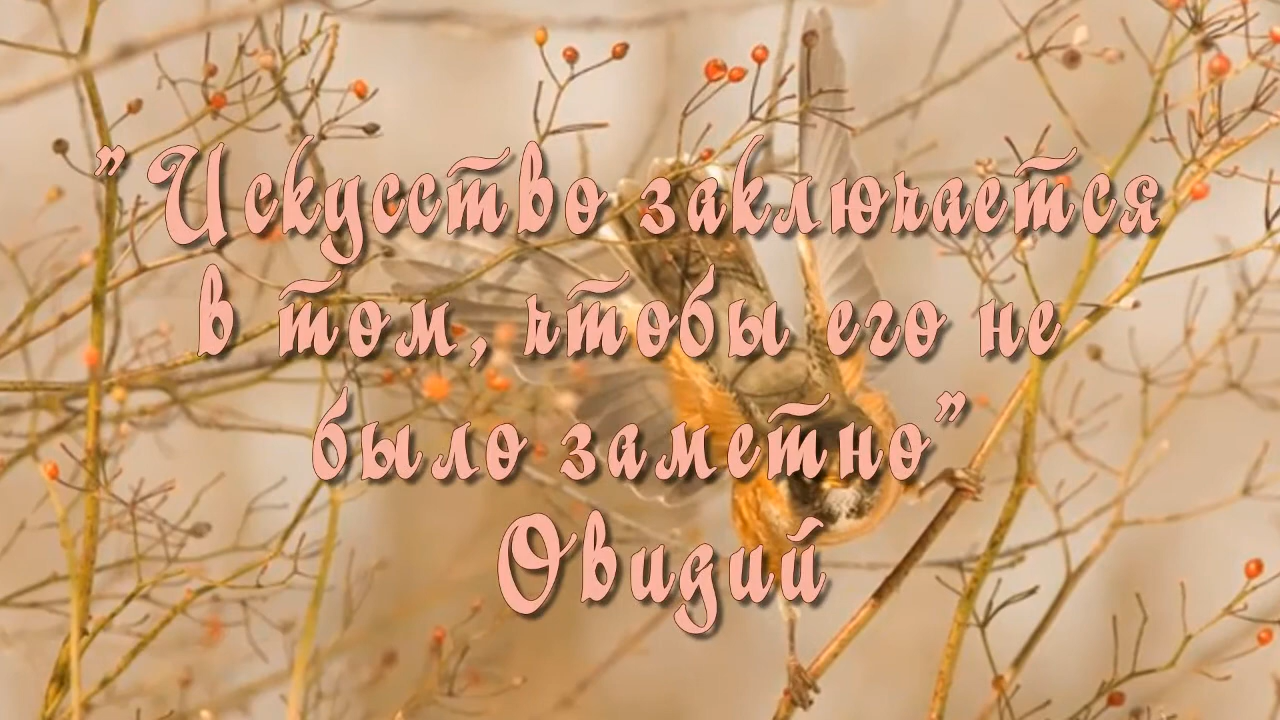 "Искусство заключается
в том, чтобы его не
было заметно"
Овидий